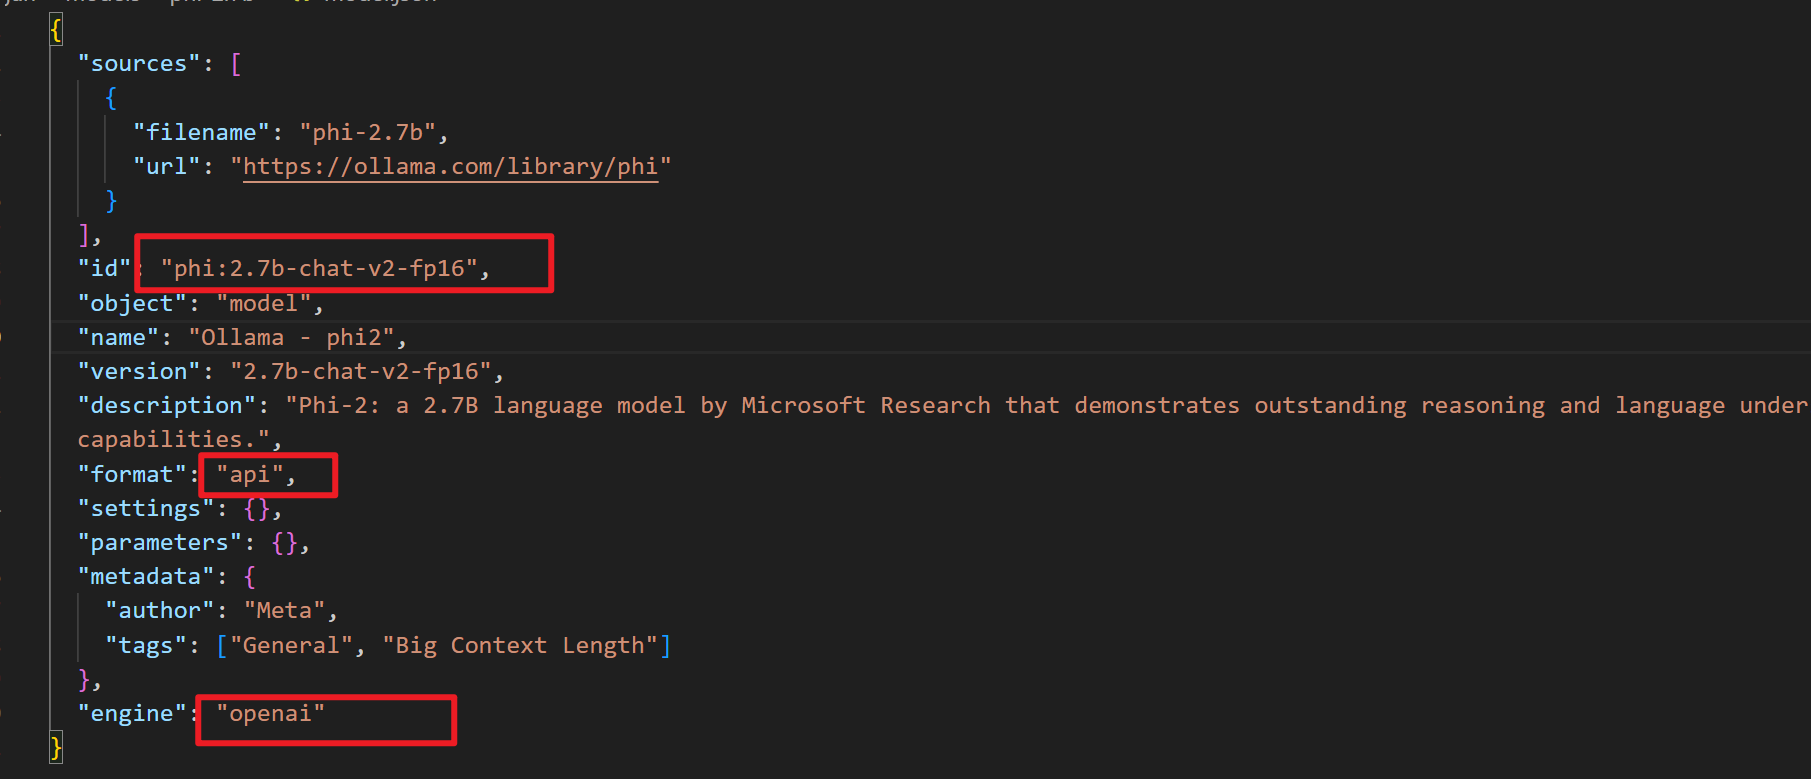 {
"sources": [
{
"filename": "phi-2.7b",
"url": "https://ollama.com/library/phi"
}
],
"id": "phi:2.7b-chat-v2-fp16",
"object": "model",
"name": "Ollama - phi2",
"version": "2.7b-chat-v2-fp16",
"description": "Phi-2: a 2.7B language model by Microsoft Research that demonstrates outstanding reasoning and language under
capabilities.",
"format": "api",
"settings": {},
"parameters": {},
"metadata": {
"author": "Meta",
"tags": ["General", "Big Context Length"]
},
"engine": "openai"
}